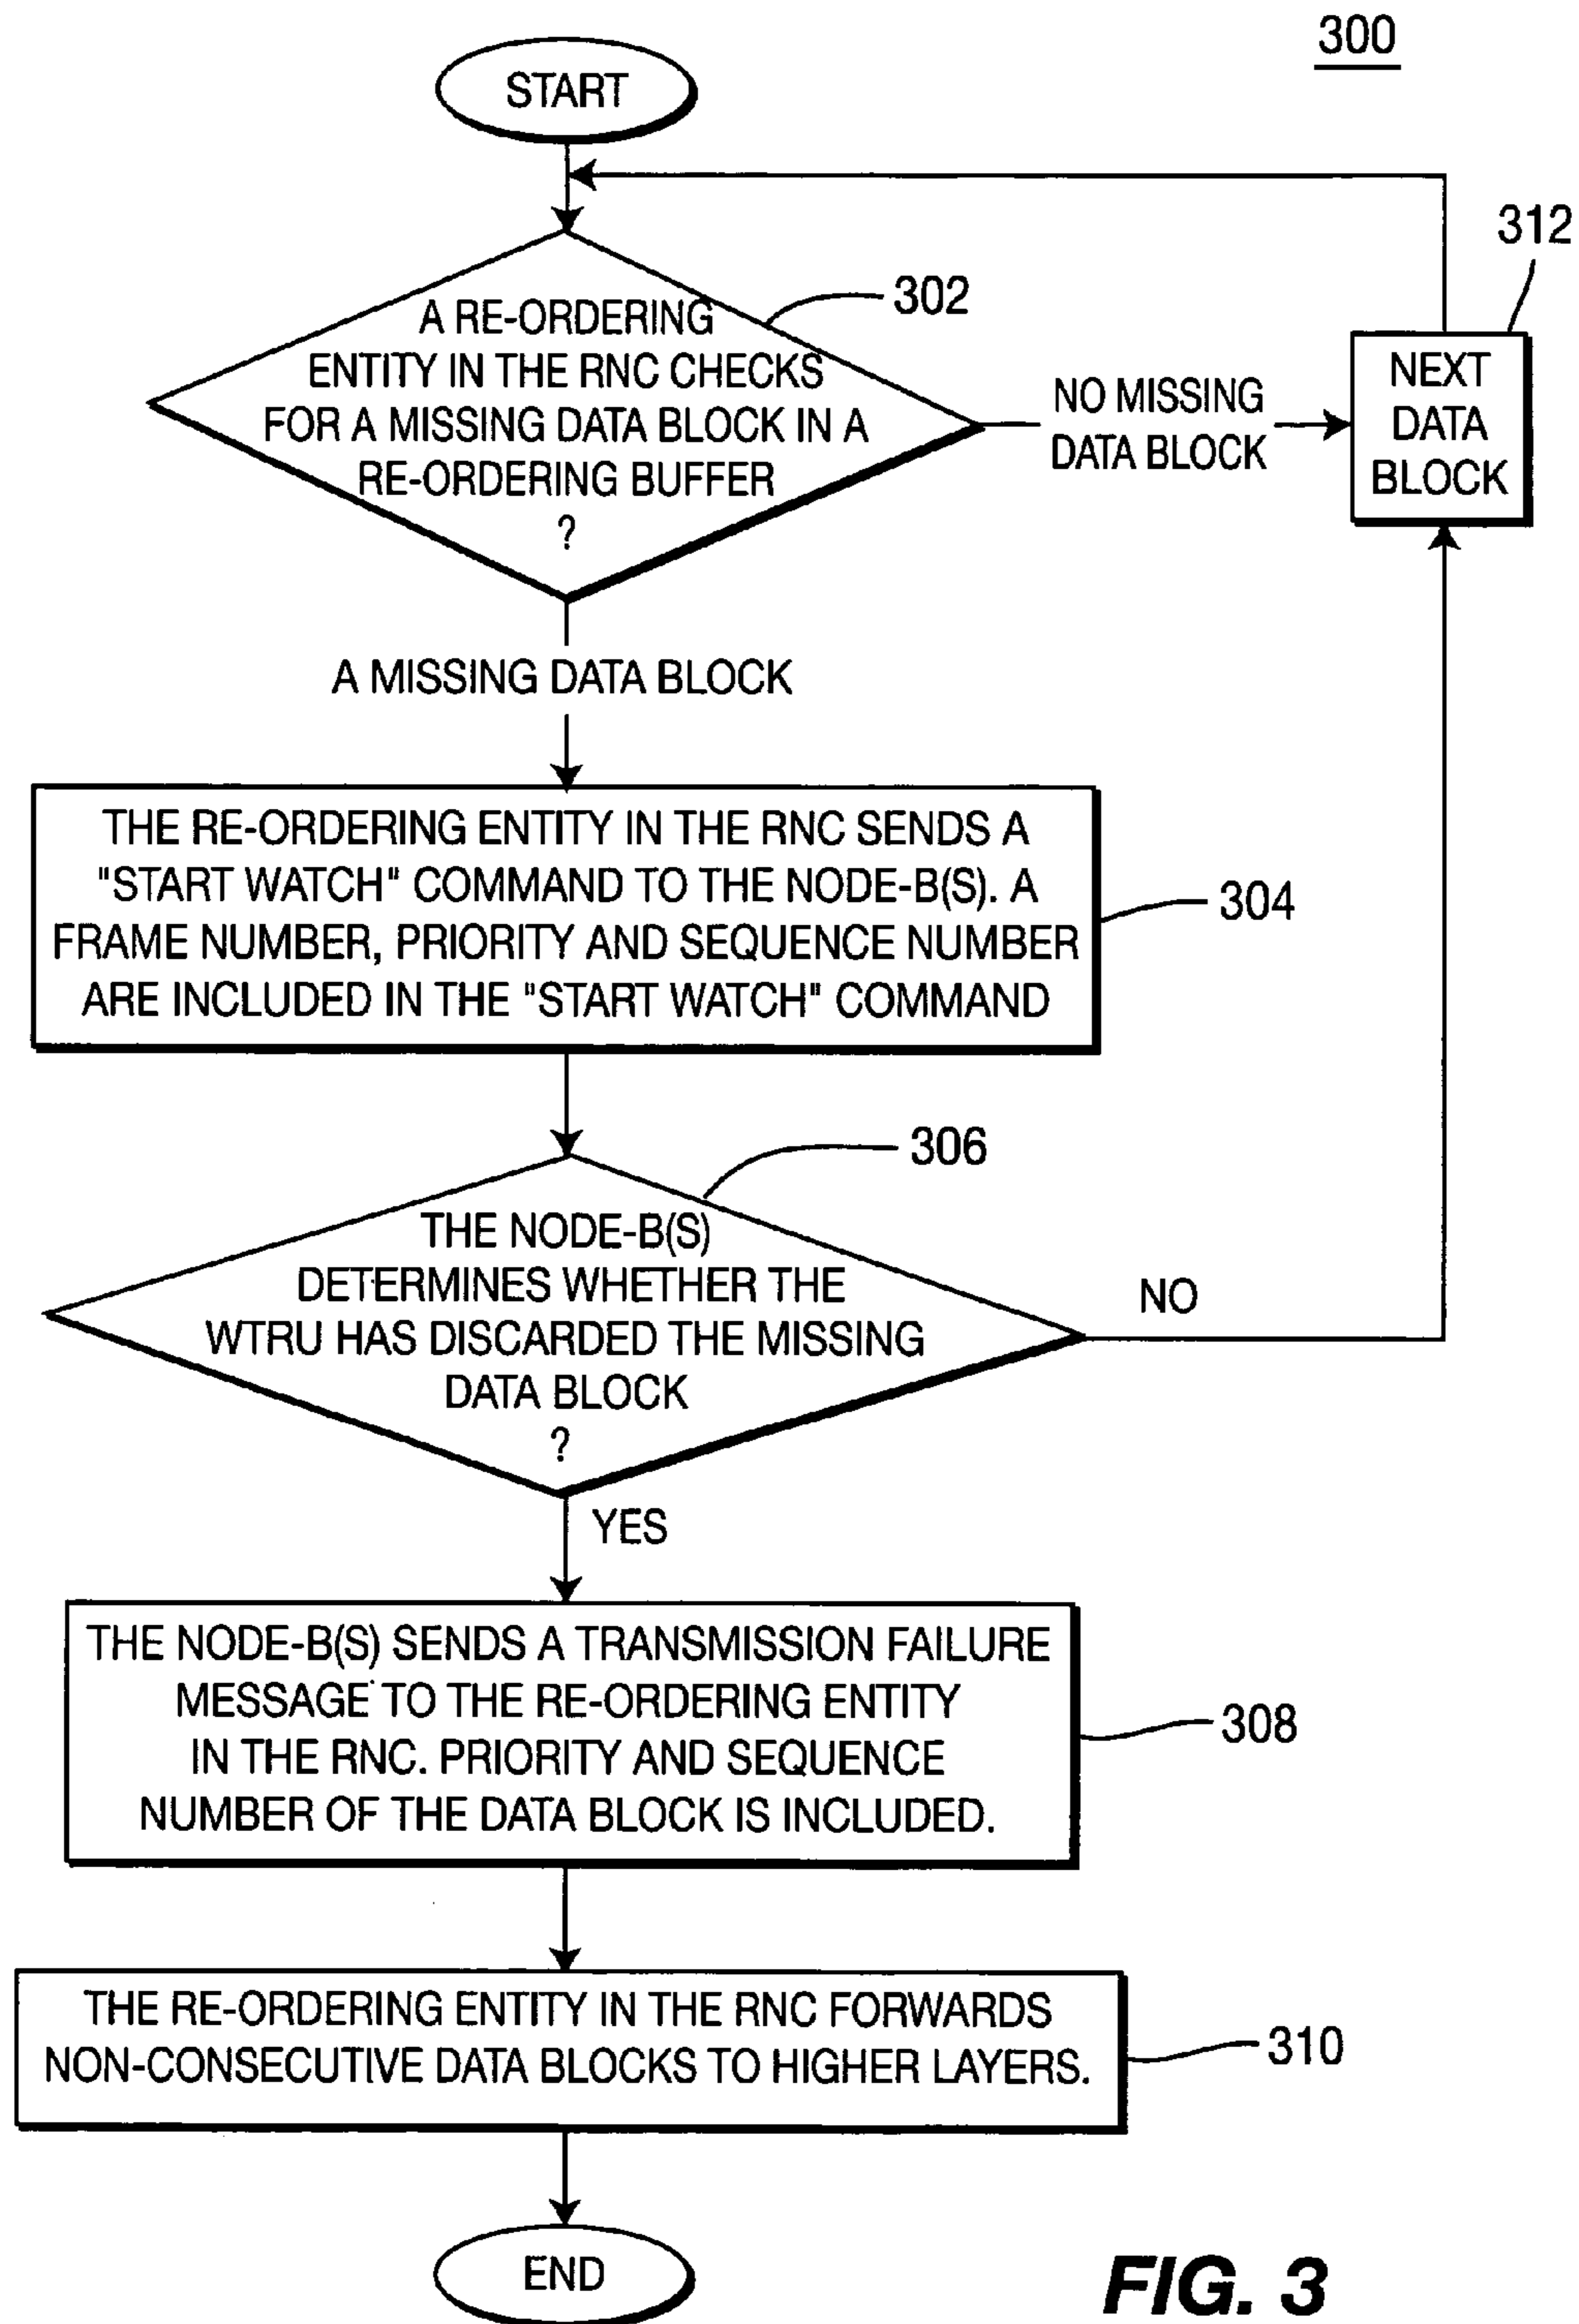 300
START
312
302
A RE-ORDERING
ENTITY IN THE RNC CHECKS
FOR A MISSING DATA BLOCK IN A
RE-ORDERING BUFFER
?
NO MISSING
DATA BLOCK
NEXT
DATA
BLOCK
A MISSING DATA BLOCK
THE RE-ORDERING ENTITY IN THE RNC SENDS A
"START WATCH" COMMAND TO THE NODE-B(S). A
FRAME NUMBER, PRIORITY AND SEQUENCE NUMBER
ARE INCLUDED IN THE "START WATCH" COMMAND
304
306
THE NODE-B(S)
DETERMINES WHETHER THE
WTRU HAS DISCARDED THE MISSING
DATA BLOCK
?
NO
YES
THE NODE-B(S) SENDS A TRANSMISSION FAILURE
MESSAGE TO THE RE-ORDERING ENTITY
IN THE RNC. PRIORITY AND SEQUENCE
NUMBER OF THE DATA BLOCK IS INCLUDED.
308
THE RE-ORDERING ENTITY IN THE RNC FORWARDS
NON-CONSECUTIVE DATA BLOCKS TO HIGHER LAYERS.
310
END
FIG. 3